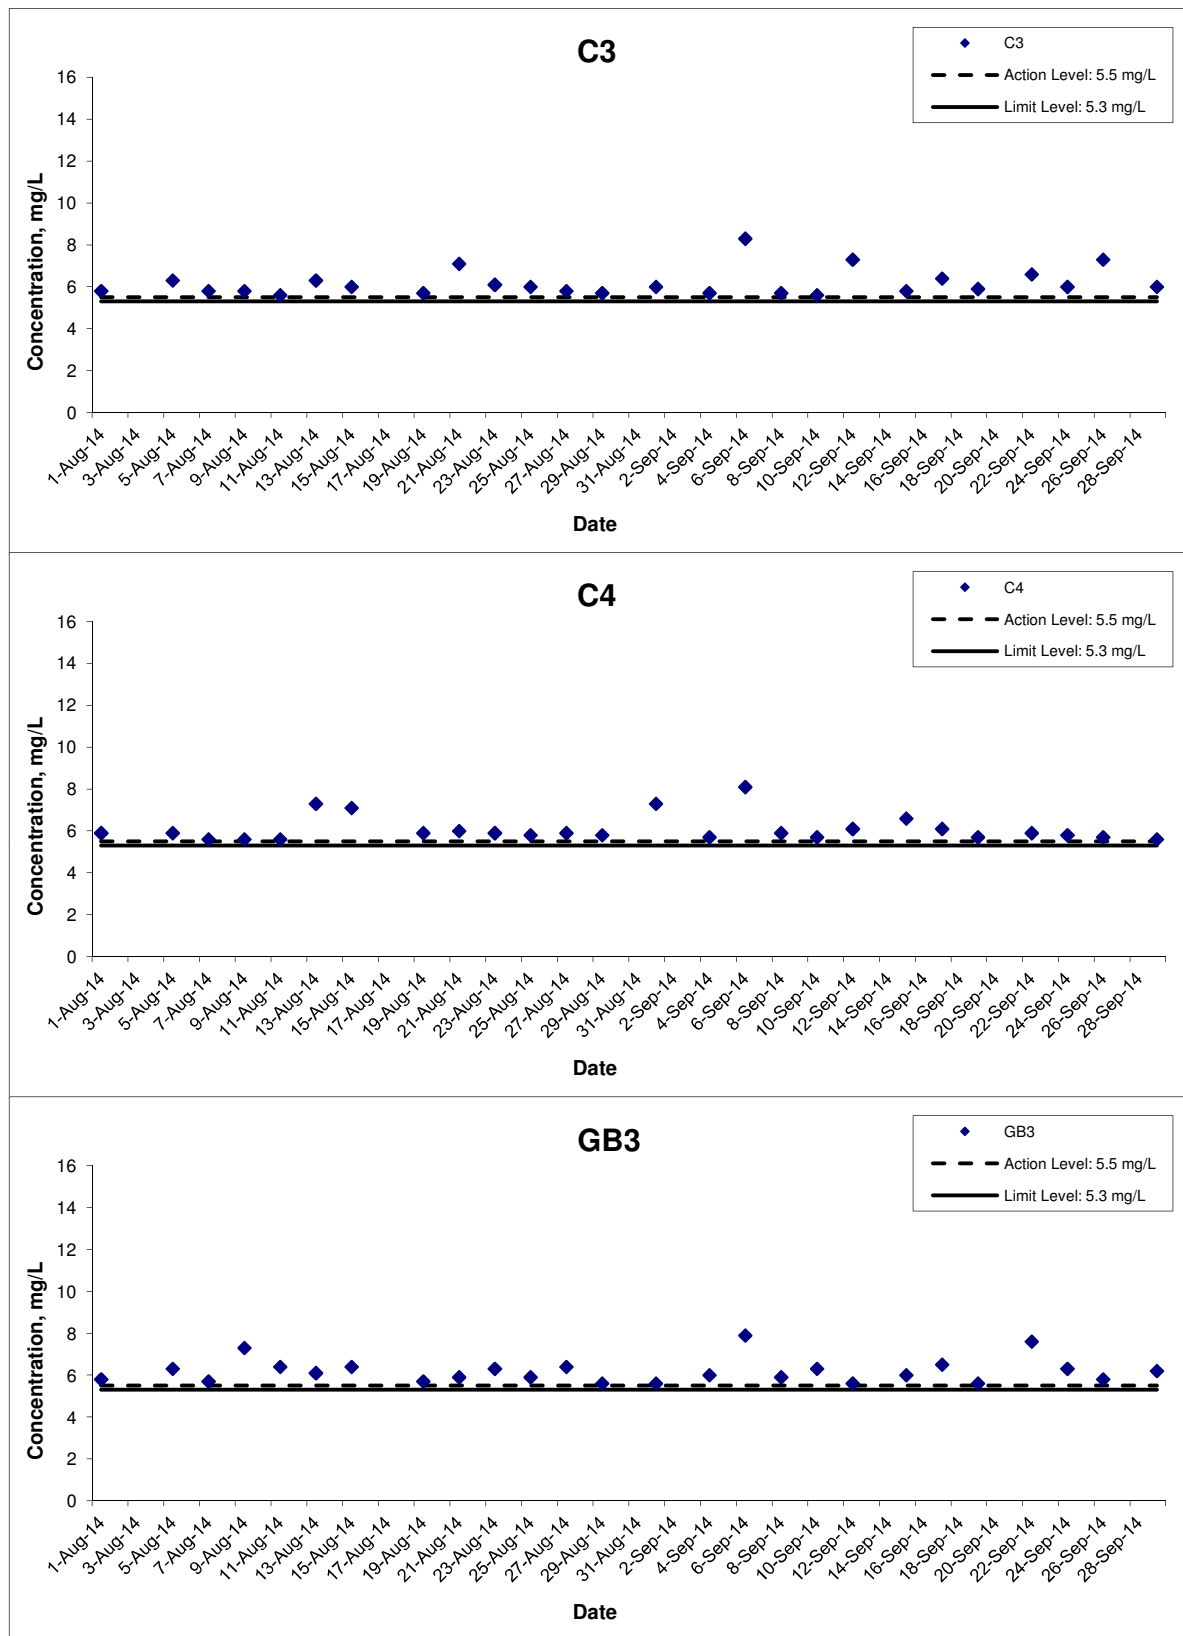 C3
C3
Action Level: 5.5 mg/L
Limit Level: 5.3 mg/L
Concentration, mg/L
16
14
12
10
8
6
4
2
0
1-Aug-14
3-Aug-14
5-Aug-14
7-Aug-14
9-Aug-14
11-Aug-14
13-Aug-14
15-Aug-14
17-Aug-14
19-Aug-14
21-Aug-14
23-Aug-14
25-Aug-14
27-Aug-14
29-Aug-14
31-Aug-14
2-Sep-14
4-Sep-14
6-Sep-14
8-Sep-14
10-Sep-14
12-Sep-14
14-Sep-14
16-Sep-14
18-Sep-14
20-Sep-14
22-Sep-14
24-Sep-14
26-Sep-14
28-Sep-14
Date
C4
C4
Action Level: 5.5 mg/L
Limit Level: 5.3 mg/L
Concentration, mg/L
16
14
12
10
8
6
4
2
0
1-Aug-14
3-Aug-14
5-Aug-14
7-Aug-14
9-Aug-14
11-Aug-14
13-Aug-14
15-Aug-14
17-Aug-14
19-Aug-14
21-Aug-14
23-Aug-14
25-Aug-14
27-Aug-14
29-Aug-14
31-Aug-14
2-Sep-14
4-Sep-14
6-Sep-14
8-Sep-14
10-Sep-14
12-Sep-14
14-Sep-14
16-Sep-14
18-Sep-14
20-Sep-14
22-Sep-14
24-Sep-14
26-Sep-14
28-Sep-14
Date
GB3
GB3
Action Level: 5.5 mg/L
Limit Level: 5.3 mg/L
Concentration, mg/L
16
14
12
10
8
6
4
2
0
1-Aug-14
3-Aug-14
5-Aug-14
7-Aug-14
9-Aug-14
11-Aug-14
13-Aug-14
15-Aug-14
17-Aug-14
19-Aug-14
21-Aug-14
23-Aug-14
25-Aug-14
27-Aug-14
29-Aug-14
31-Aug-14
2-Sep-14
4-Sep-14
6-Sep-14
8-Sep-14
10-Sep-14
12-Sep-14
14-Sep-14
16-Sep-14
18-Sep-14
20-Sep-14
22-Sep-14
24-Sep-14
26-Sep-14
28-Sep-14
Date